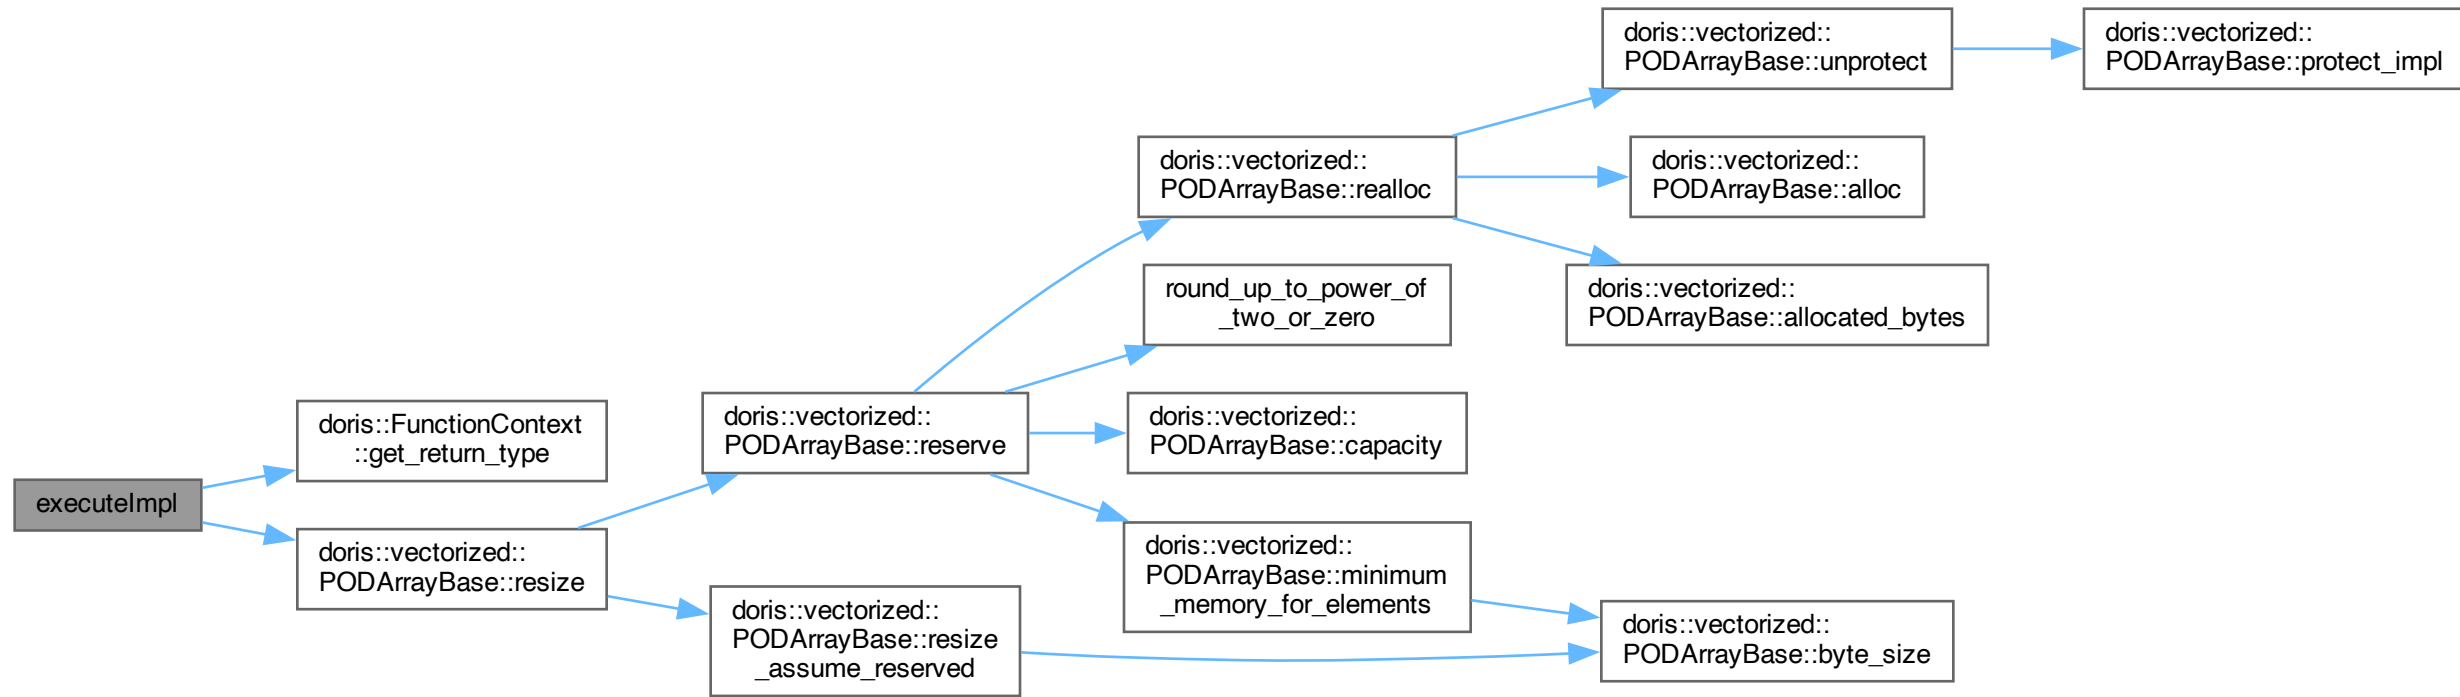 doris::vectorized::
PODArrayBase::unprotect
doris::vectorized::
PODArrayBase::protect_impl
doris::vectorized::
PODArrayBase::realloc
doris::vectorized::
PODArrayBase::alloc
doris::vectorized::
PODArrayBase::allocated_bytes
round_up_to_power_of
_two_or_zero
doris::FunctionContext
::get_return_type
doris::vectorized::
PODArrayBase::reserve
doris::vectorized::
PODArrayBase::capacity
executeImpl
doris::vectorized::
PODArrayBase::resize
doris::vectorized::
PODArrayBase::minimum
_memory_for_elements
doris::vectorized::
PODArrayBase::resize
_assume_reserved
doris::vectorized::
PODArrayBase::byte_size